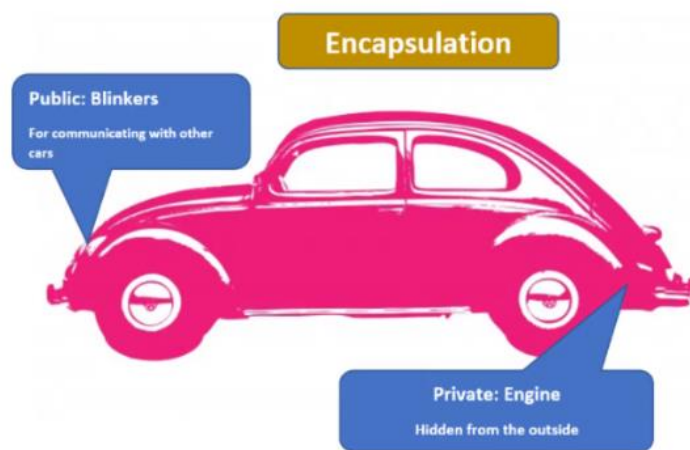 Encapsulation
Public: Blinkers
For communicating with other
cars
Private: Engine
Hidden from the outside